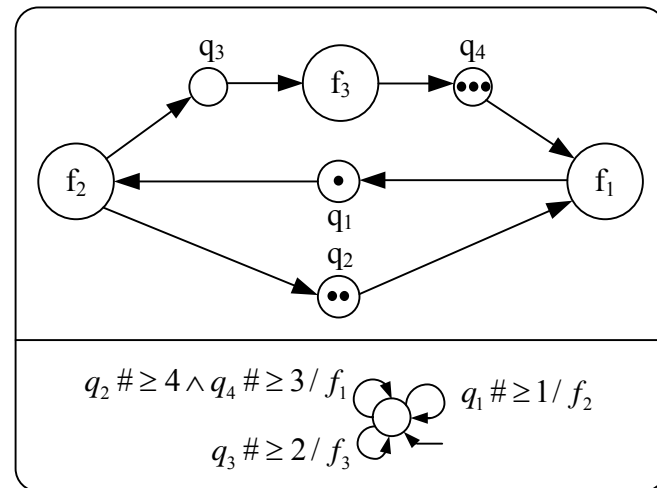 q₃ q₄
f₃
f₂ f₁
q₁
q₂
q₂ # ≥ 4 ∧ q₄ # ≥ 3 / f₁ q₁ # ≥ 1 / f₂
q₃ # ≥ 2 / f₃